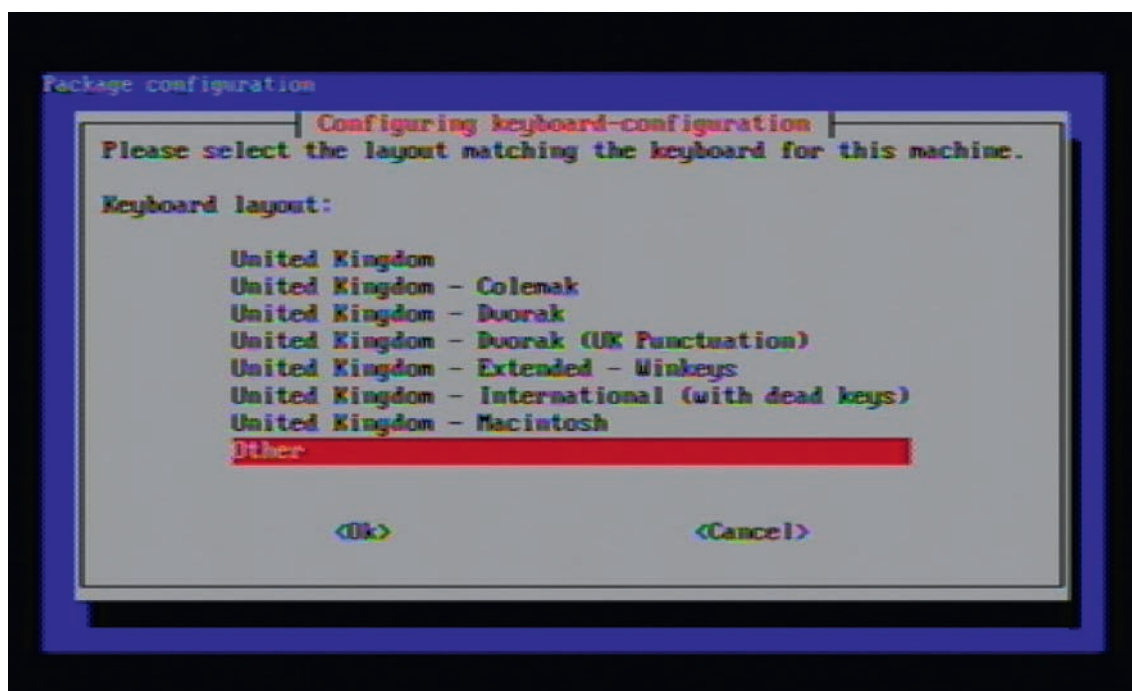 Package configuration
Configuring keyboard-configuration
Please select the layout matching the keyboard for this machine.
Keyboard layout:
United Kingdom
United Kingdom - Colemak
United Kingdom - Dvorak
United Kingdom - Dvorak (UK Punctuation)
United Kingdom - Extended - Winkeys
United Kingdom - International (with dead keys)
United Kingdom - Macintosh
Other
<Ok> <Cancel>